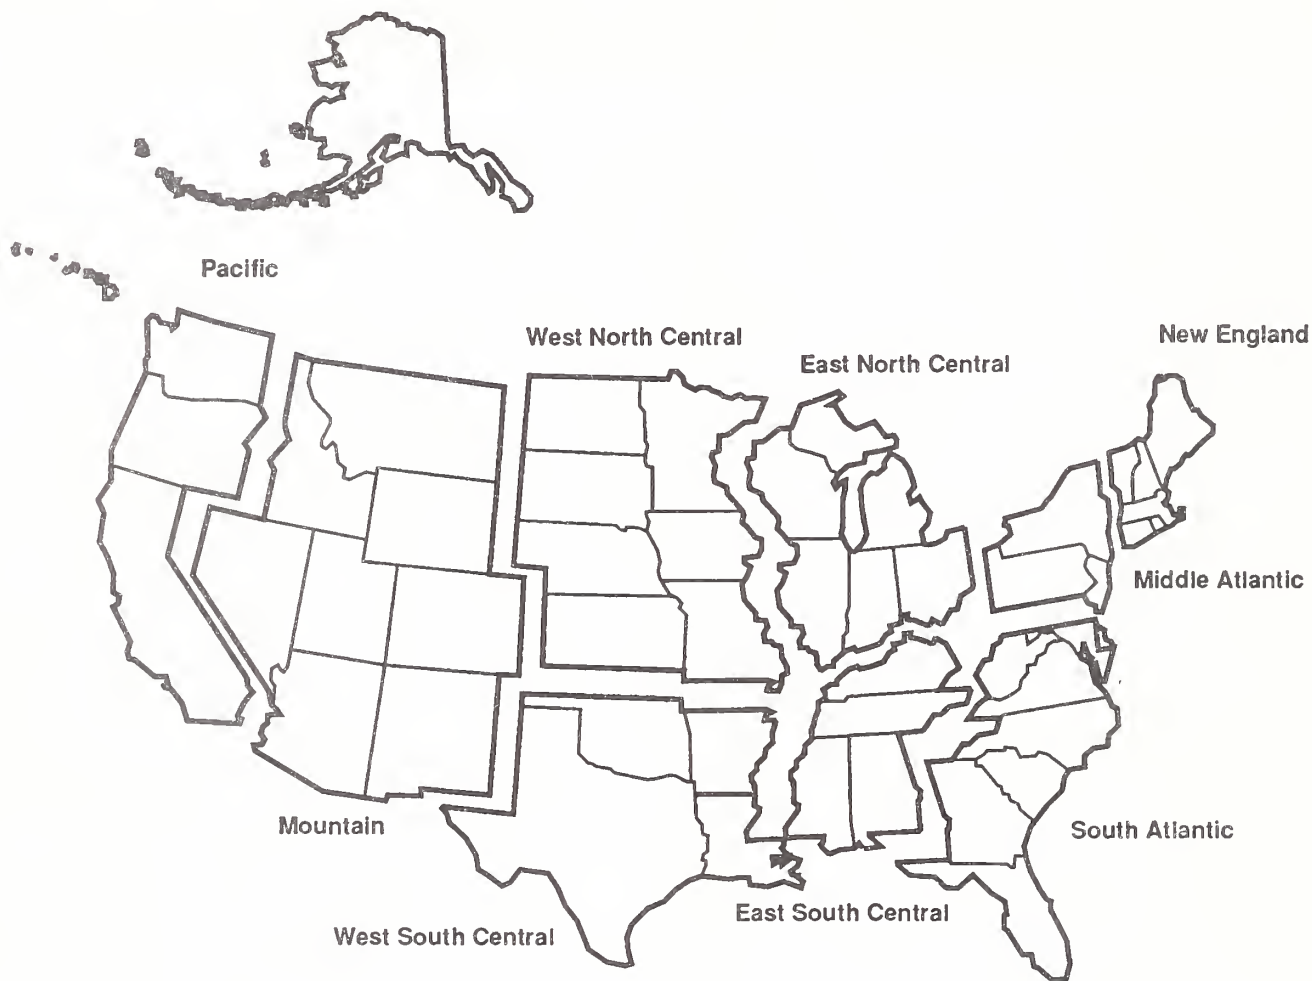 Pacific
West North Central
New England
East North Central
Middle Atlantic
Mountain
South Atlantic
East South Central
West South Central